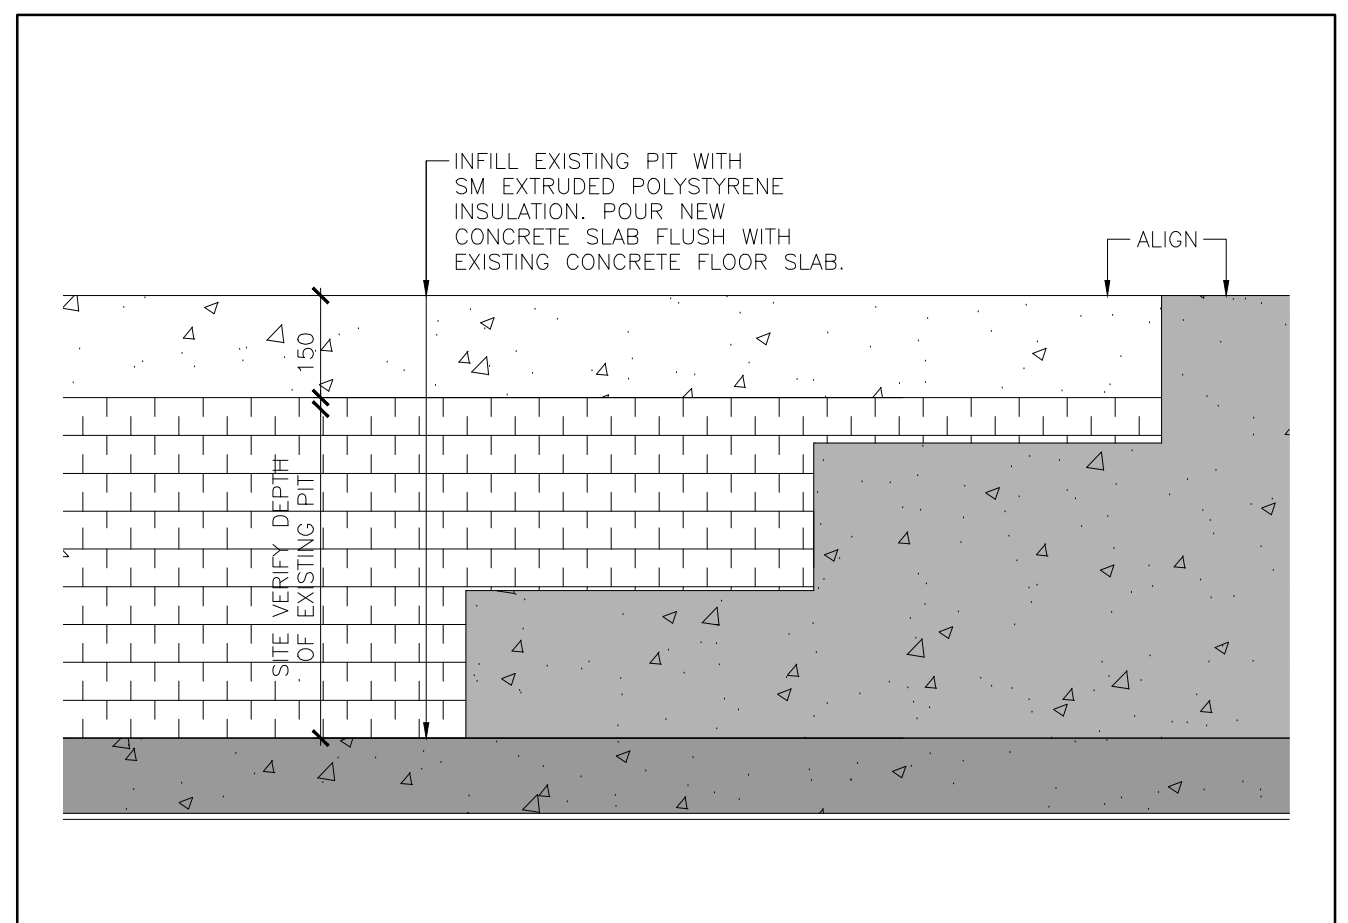 INFILL EXISTING PIT WITH
SM EXTRUDED POLYSTYRENE
INSULATION. POUR NEW
CONCRETE SLAB FLUSH WITH
EXISTING CONCRETE FLOOR SLAB.
ALIGN
150
SITE VERIFY DEPTH
OF EXISTING PIT